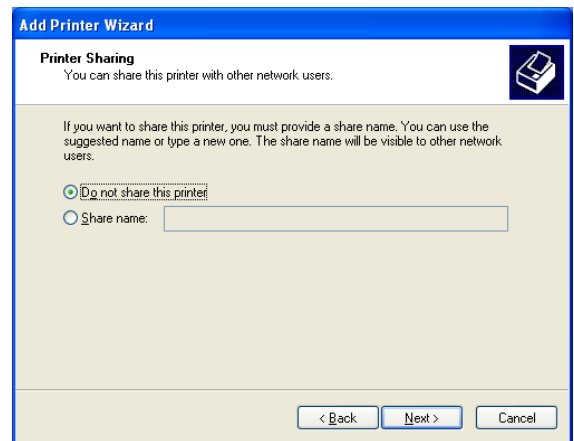 Add Printer Wizard
Printer Sharing
You can share this printer with other network users.
If you want to share this printer, you must provide a share name. You can use the
suggested name or type a new one. The share name will be visible to other network
users.
Do not share this printer
Share name:
< Back
Next >
Cancel